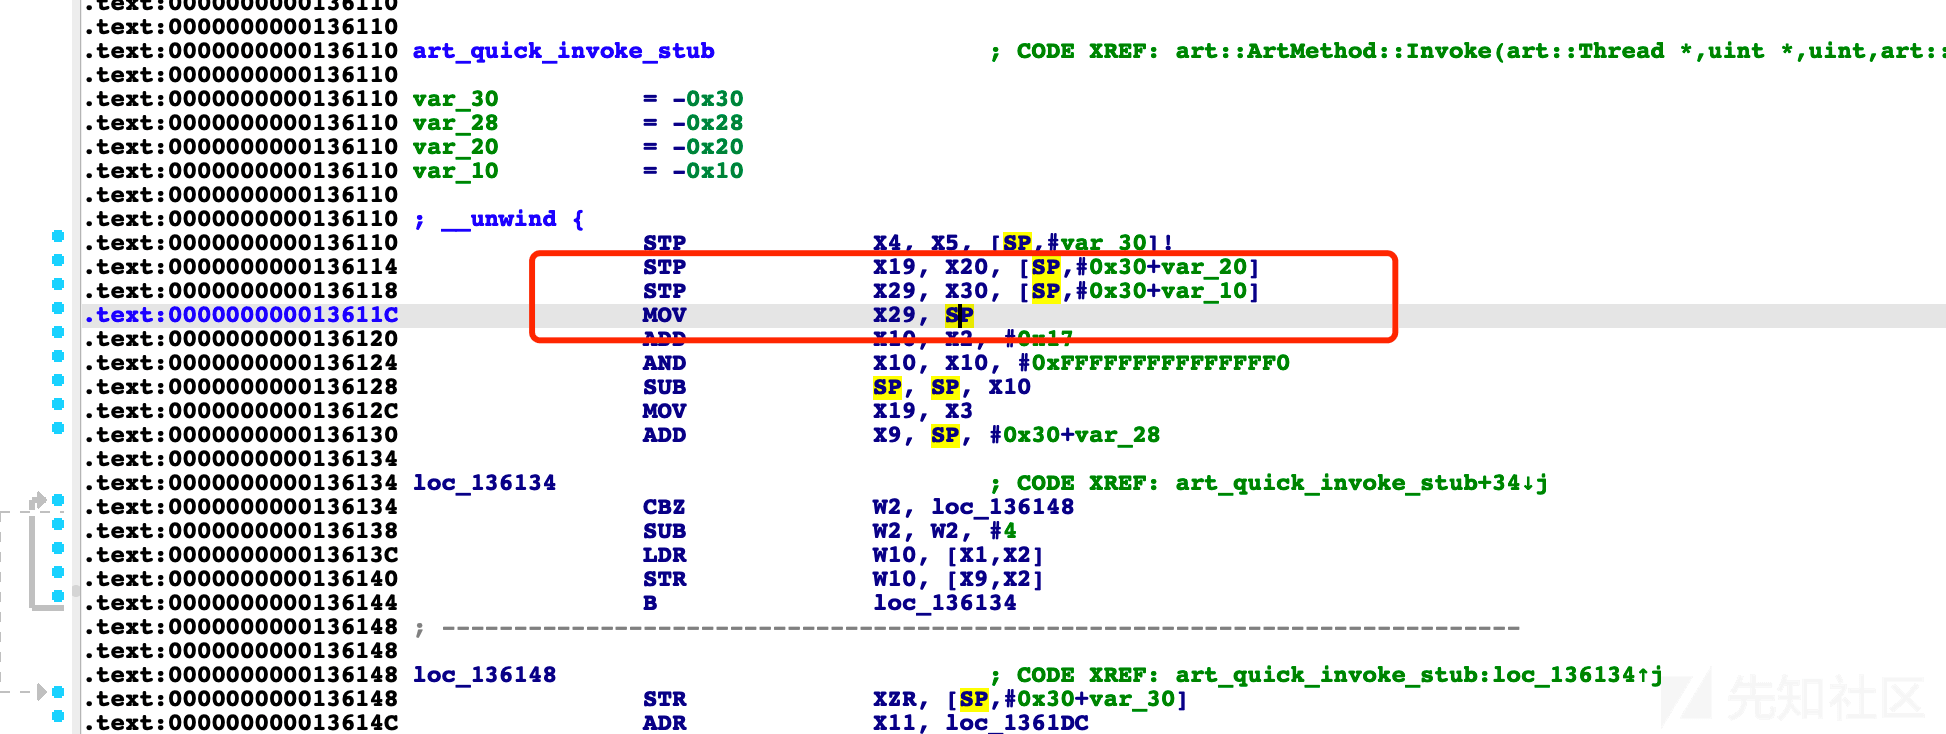 .text:0000000000136110
.text:0000000000136110
.text:0000000000136110 art_quick_invoke_stub ; CODE XREF: art::ArtMethod::Invoke(art::Thread *,uint *,uint,art::
.text:0000000000136110
.text:0000000000136110 var_30 = -0x30
.text:0000000000136110 var_28 = -0x28
.text:0000000000136110 var_20 = -0x20
.text:0000000000136110 var_10 = -0x10
.text:0000000000136110
.text:0000000000136110 ; __unwind {
.text:0000000000136110 STP X4, X5, [SP,#var_30]!
.text:0000000000136114 STP X19, X20, [SP,#0x30+var_20]
.text:0000000000136118 STP X29, X30, [SP,#0x30+var_10]
.text:000000000013611C MOV X29, SP
.text:0000000000136120 ADD X10, X2, #0x17
.text:0000000000136124 AND X10, X10, #0xFFFFFFFFFFFFFFF0
.text:0000000000136128 SUB SP, SP, X10
.text:000000000013612C MOV X19, X3
.text:0000000000136130 ADD X9, SP, #0x30+var_28
.text:0000000000136134
.text:0000000000136134 loc_136134 ; CODE XREF: art_quick_invoke_stub+34↓j
.text:0000000000136134 CBZ W2, loc_136148
.text:0000000000136138 SUB W2, W2, #4
.text:000000000013613C LDR W10, [X1,X2]
.text:0000000000136140 STR W10, [X9,X2]
.text:0000000000136144 B loc_136134
.text:0000000000136148 ; ---------------------------------------------------------------------------
.text:0000000000136148
.text:0000000000136148 loc_136148 ; CODE XREF: art_quick_invoke_stub:loc_136134↑j
.text:0000000000136148 STR XZR, [SP,#0x30+var_30]
.text:000000000013614C ADR X11, loc_1361DC
先知社区